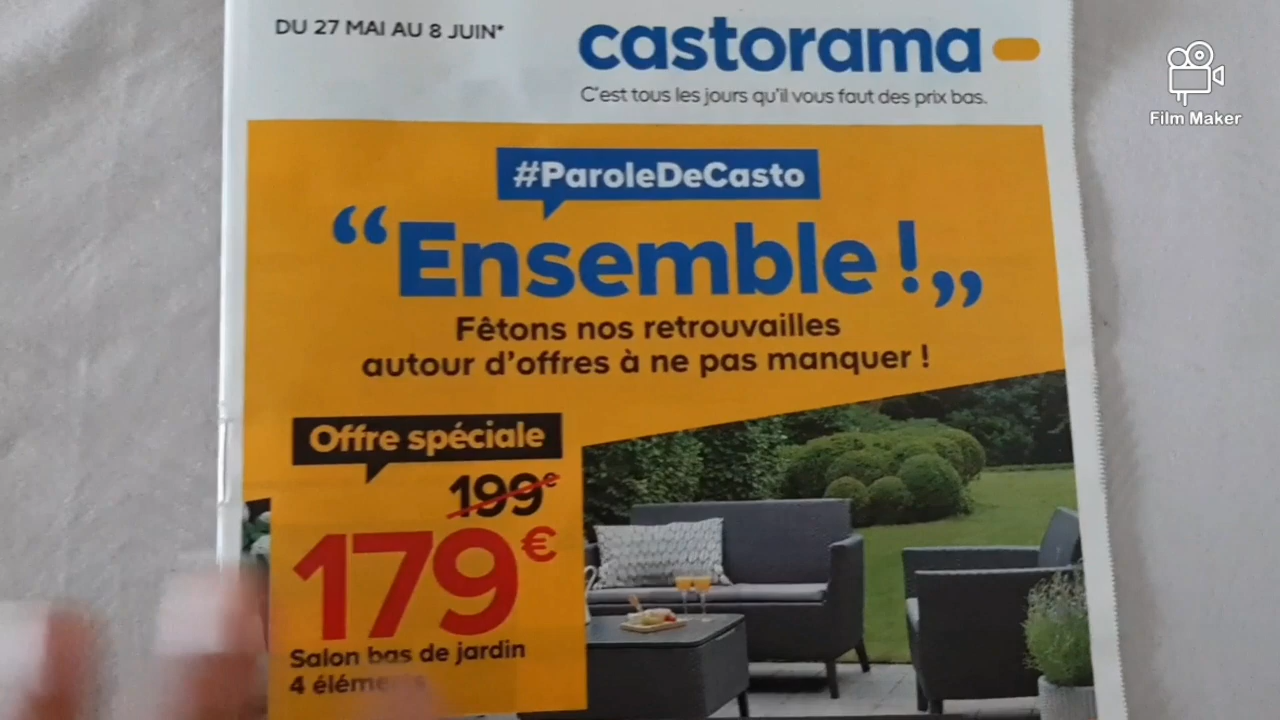 DU 27 MAI AU 8 JUIN*
castorama
C'est tous les jours qu'il vous faut des prix bas.
Film Maker
#ParoleDeCasto
“Ensemble !„
Fêtons nos retrouvailles
autour d'offres à ne pas manquer !
Offre spéciale
199€
179€
Salon bas de jardin
4 éléments